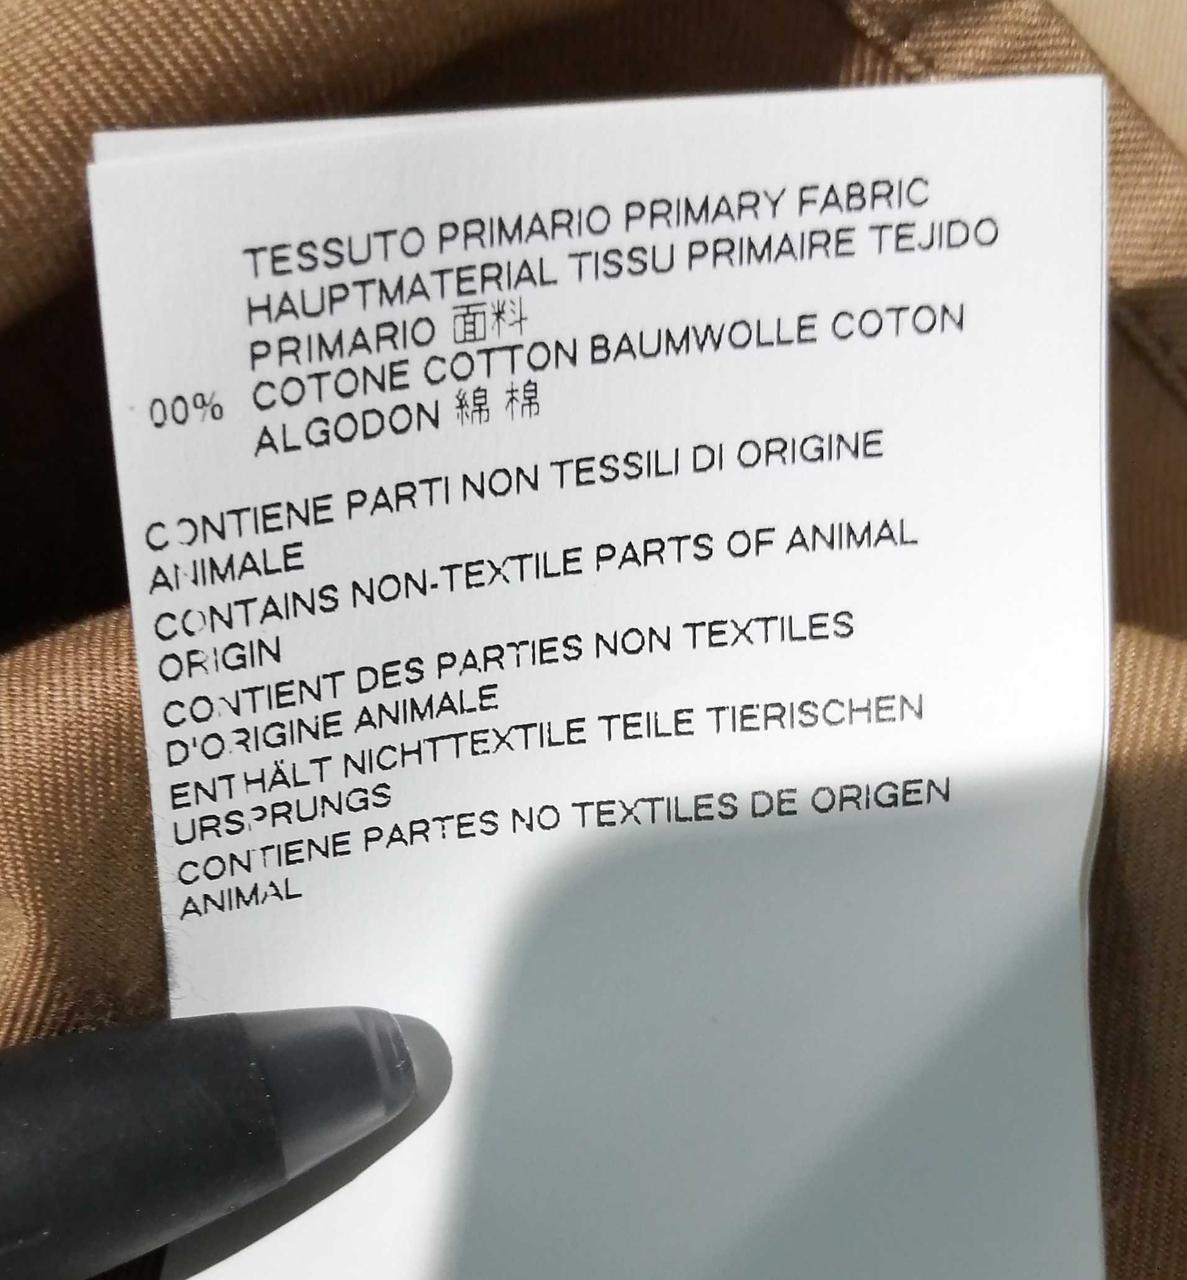 TESSUTO PRIMARIO PRIMARY FABRIC
HAUPTMATERIAL TISSU PRIMAIRE TEJIDO
PRIMARIO 面料
00% COTONE COTTON BAUMWOLLE COTON
ALGODON 綿 棉
CONTIENE PARTI NON TESSILI DI ORIGINE
ANIMALE
CONTAINS NON-TEXTILE PARTS OF ANIMAL
ORIGIN
CONTIENT DES PARTIES NON TEXTILES
D'ORIGINE ANIMALE
ENTHÄLT NICHTTEXTILE TEILE TIERISCHEN
URSPRUNGS
CONTIENE PARTES NO TEXTILES DE ORIGEN
ANIMAL